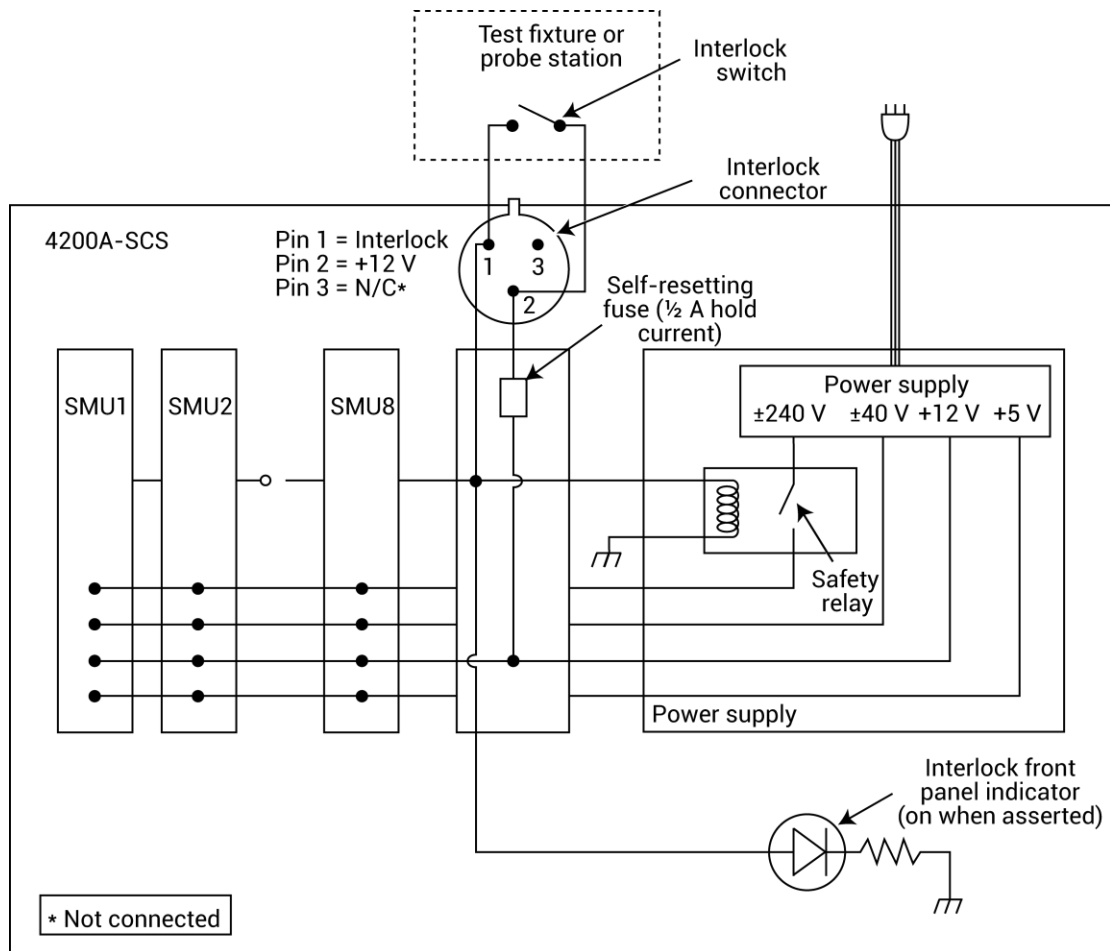 Test fixture or
probe station
Interlock
switch
Interlock
connector
4200A-SCS
Pin 1 = Interlock
Pin 2 = +12 V
Pin 3 = N/C*
1
3
2
Self-resetting
fuse (½ A hold
current)
SMU1
SMU2
SMU8
Power supply
±240 V ±40 V +12 V +5 V
Safety
relay
Power supply
Interlock front
panel indicator
(on when asserted)
* Not connected